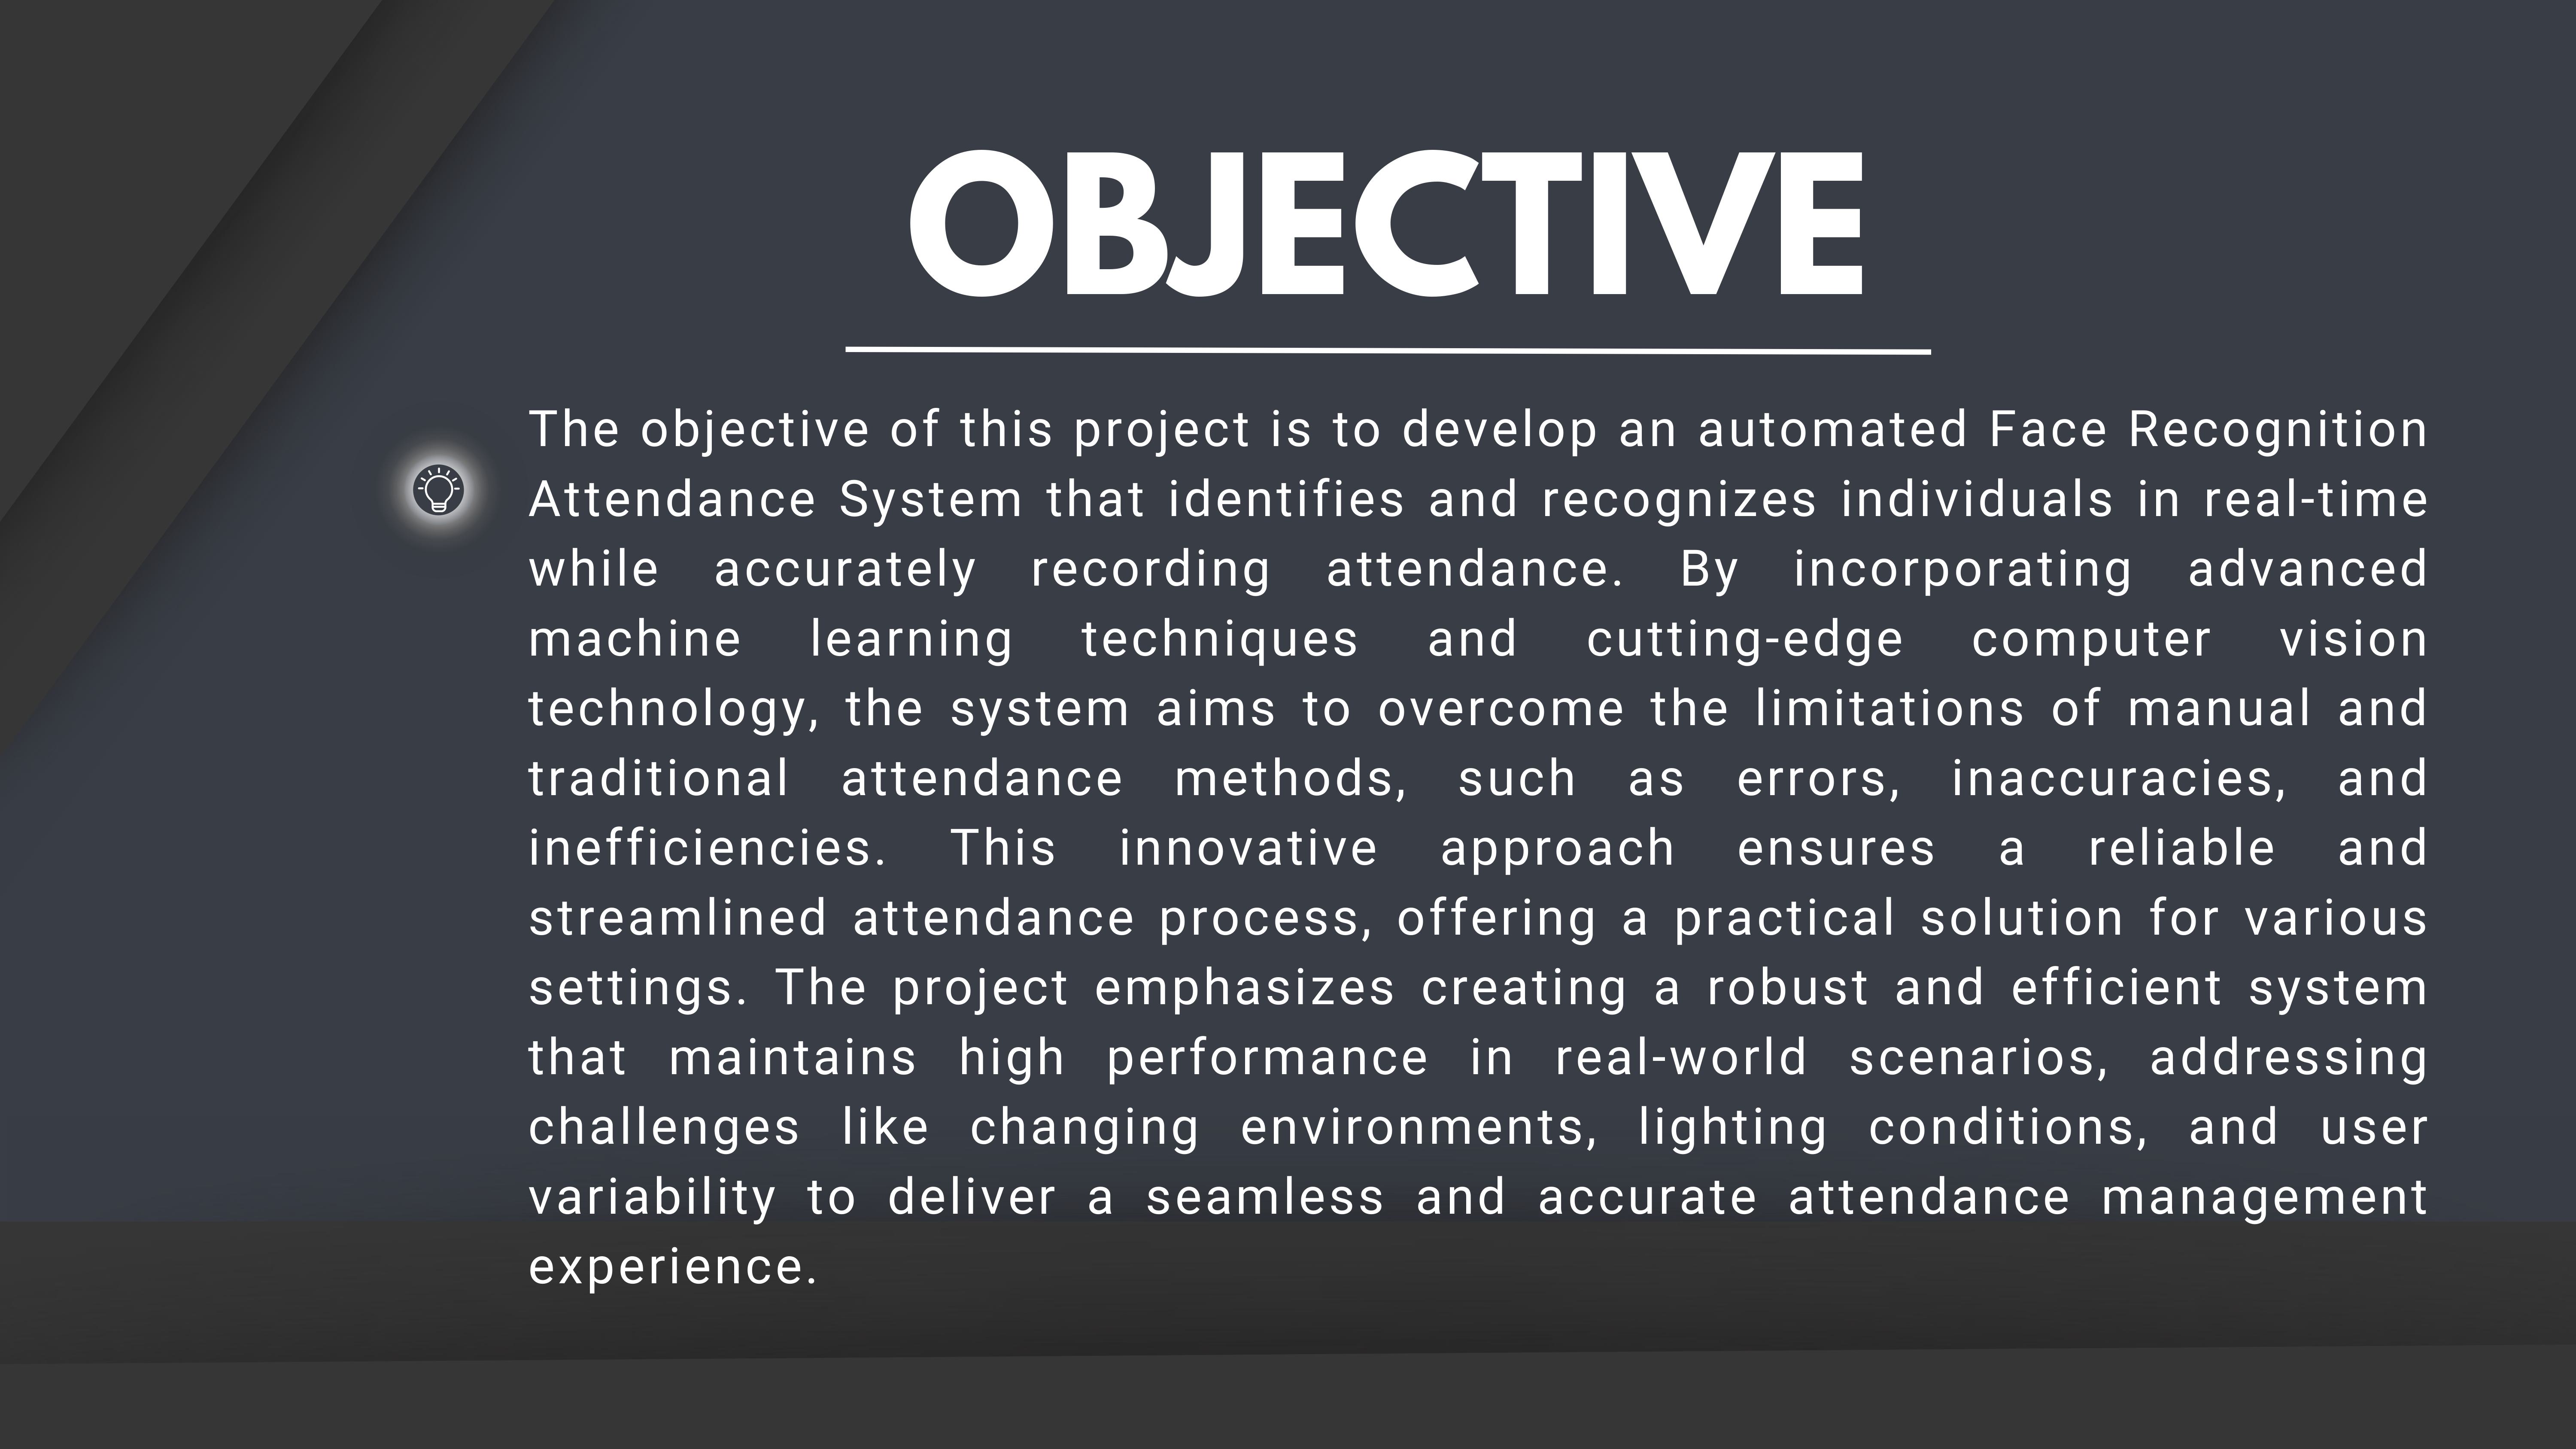 OBJECTIVE
The objective of this project is to develop an automated Face Recognition
Attendance System that identifies and recognizes individuals in real-time
while accurately recording attendance. By incorporating advanced
machine learning techniques and cutting-edge computer vision
technology, the system aims to overcome the limitations of manual and
traditional attendance methods, such as errors, inaccuracies, and
inefficiencies. This innovative approach ensures a reliable and
streamlined attendance process, offering a practical solution for various
settings. The project emphasizes creating a robust and efficient system
that maintains high performance in real-world scenarios, addressing
challenges like changing environments, lighting conditions, and user
variability to deliver a seamless and accurate attendance management
experience.